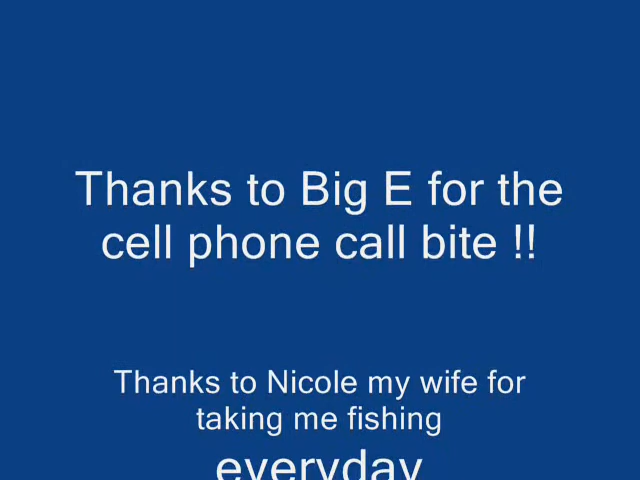 Thanks to Big E for the
cell phone call bite !!
Thanks to Nicole my wife for
taking me fishing
everyday